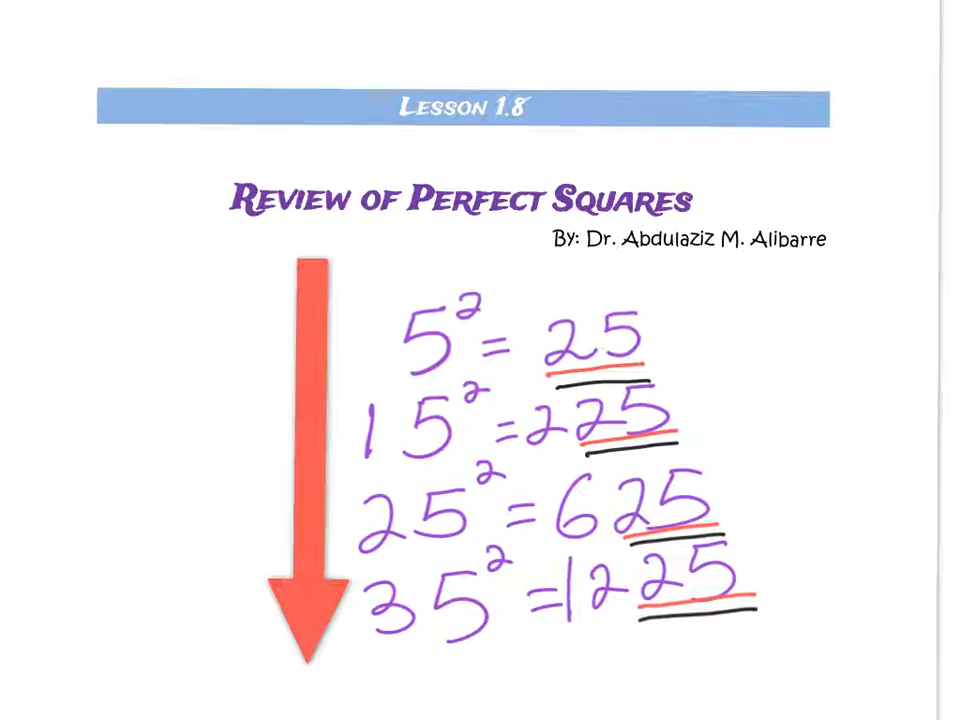 Lesson 1.8
Review of Perfect Squares
By: Dr. Abdulaziz M. Alibarre
5² = 25
15² = 225
25² = 625
35² = 1225